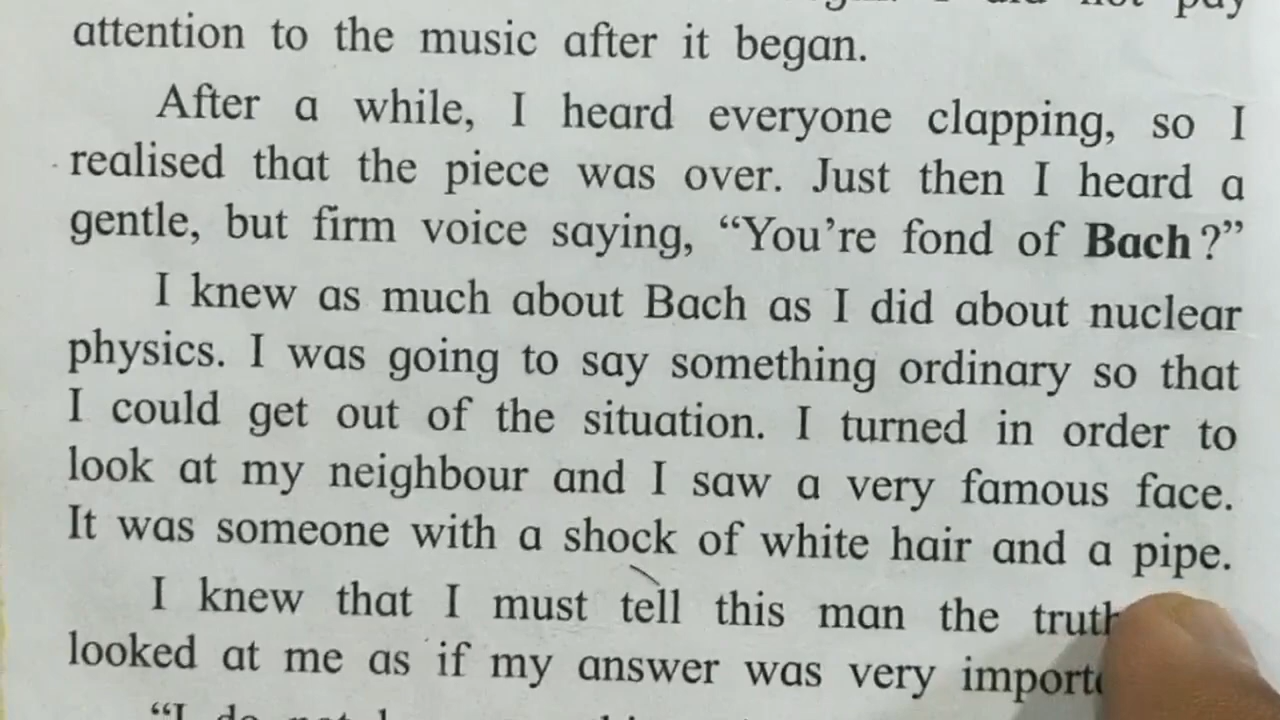 pay
attention to the music after it began.
After a while, I heard everyone clapping, so I
realised that the piece was over. Just then I heard a
gentle, but firm voice saying, “You’re fond of Bach?”
I knew as much about Bach as I did about nuclear
physics. I was going to say something ordinary so that
I could get out of the situation. I turned in order to
look at my neighbour and I saw a very famous face.
It was someone with a shock of white hair and a pipe.
I knew that I must tell this man the truth
looked at me as if my answer was very
“I do not